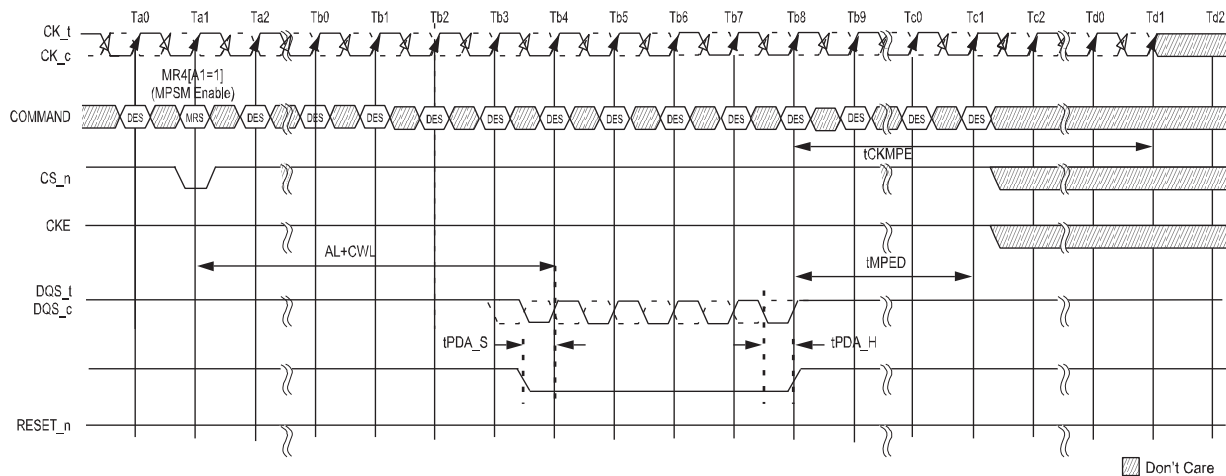 Ta0 Ta1 Ta2 Tb0 Tb1 Tb2 Tb3 Tb4 Tb5 Tb6 Tb7 Tb8 Tb9 Tc0 Tc1 Tc2 Td0 Td1 Td2
CK_t
CK_c
MR4[A1=1]
(MPSM Enable)
COMMAND DES MRS DES DES DES DES DES DES DES DES DES DES DES DES DES
tCKMPE
CS_n
CKE
AL+CWL
tMPED
DQS_t
DQS_c
tPDA_S tPDA_H
RESET_n
Don't Care